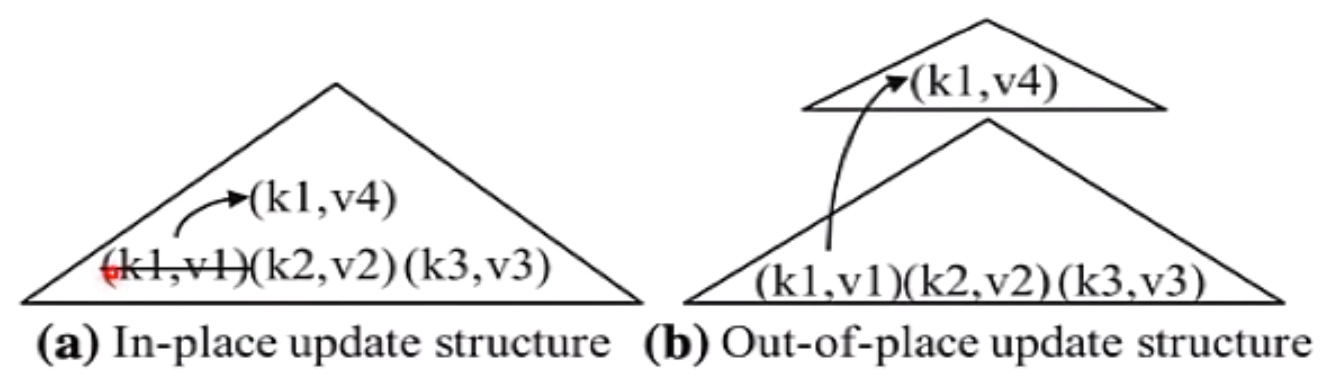 (k1,v4)
(k1,v1)(k2,v2)(k3,v3)
(a) In-place update structure
(k1,v4)
(k1,v1)(k2,v2)(k3,v3)
(b) Out-of-place update structure